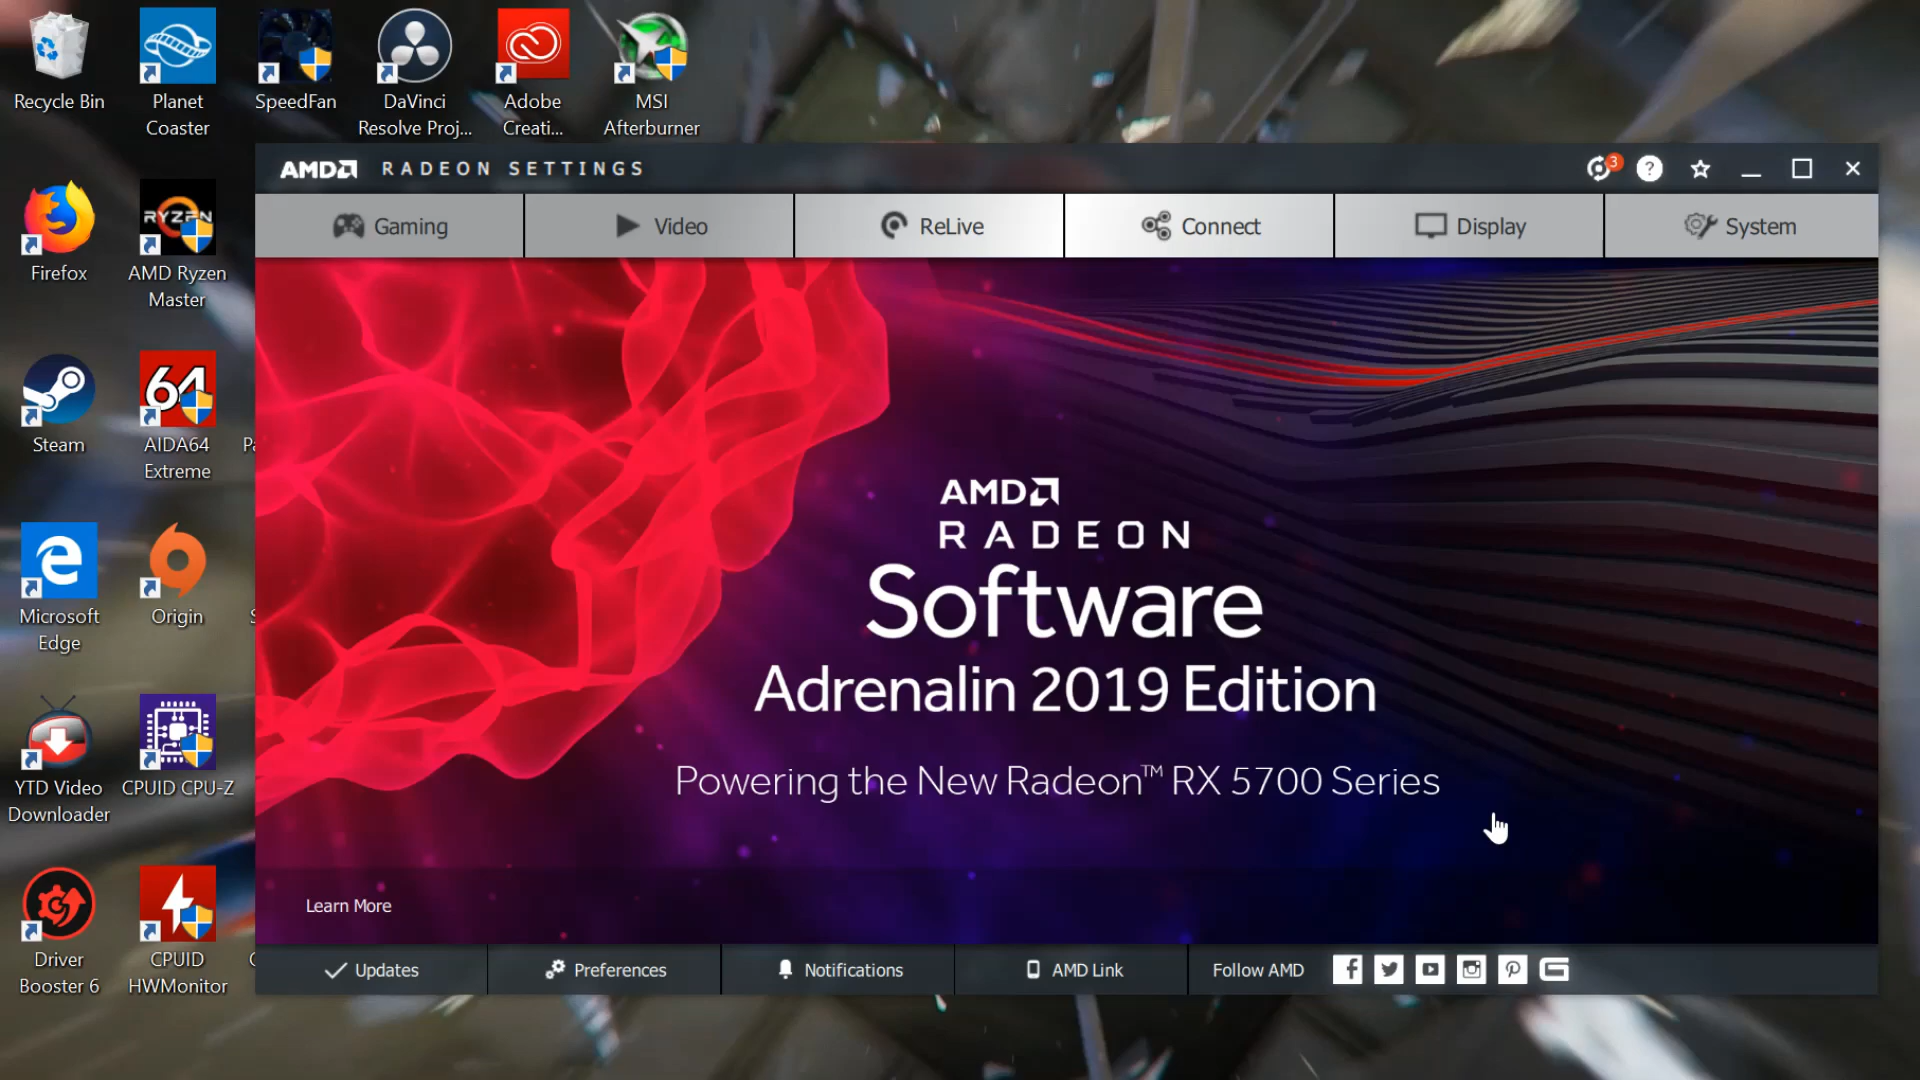 Recycle Bin
Planet
Coaster
SpeedFan
DaVinci
Resolve Proj...
Adobe
Creati...
MSI
Afterburner
AMD RADEON SETTINGS
3
?
Firefox
RYZEN
AMD Ryzen
Master
Gaming
Video
ReLive
Connect
Display
System
Steam
64
AIDA64
Extreme
Microsoft
Edge
Origin
YTD Video
Downloader
CPUID CPU-Z
Driver
Booster 6
CPUID
HWMonitor
AMD
RADEON
Software
Adrenalin 2019 Edition
Powering the New Radeon™ RX 5700 Series
Learn More
Updates
Preferences
Notifications
AMD Link
Follow AMD